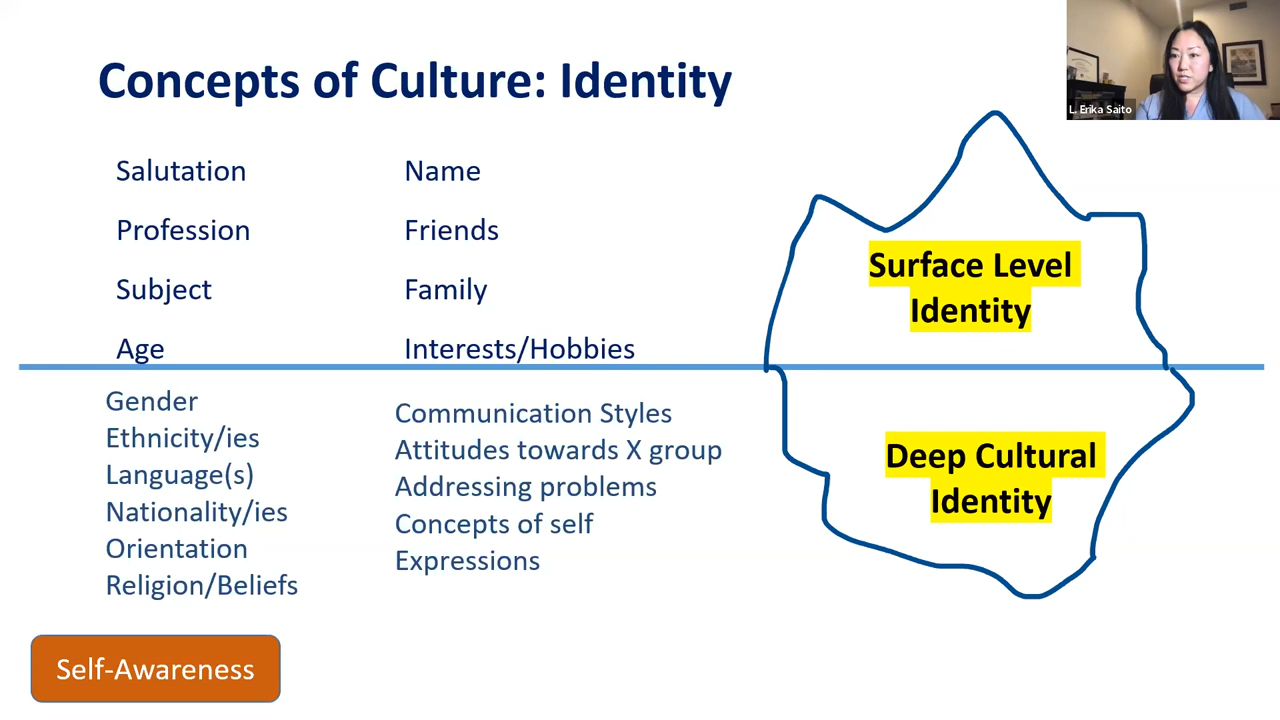 Concepts of Culture: Identity
L. Erika Saito
Salutation
Profession
Subject
Age
Name
Friends
Family
Interests/Hobbies
Surface Level
Identity
Gender
Ethnicity/ies
Language(s)
Nationality/ies
Orientation
Religion/Beliefs
Communication Styles
Attitudes towards X group
Addressing problems
Concepts of self
Expressions
Deep Cultural
Identity
Self-Awareness